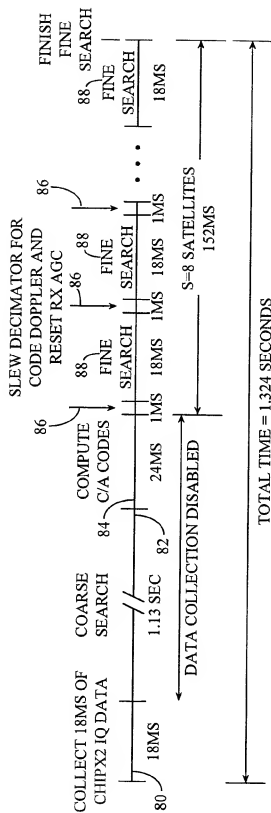 COLLECT 18MS OF
CHIPX2 IQ DATA
18MS
80
COARSE
SEARCH
1.13 SEC
82
84
COMPUTE
C/A CODES
24MS
86
1MS
SLEW DECIMATOR FOR
CODE DOPPLER AND
RESET RX AGC
88
FINE
SEARCH
18MS
86
1MS
88
FINE
SEARCH
18MS
86
1MS
• • •
88
FINE
SEARCH
18MS
FINISH
FINE
SEARCH
DATA COLLECTION DISABLED
S=8 SATELLITES
152MS
TOTAL TIME = 1.324 SECONDS